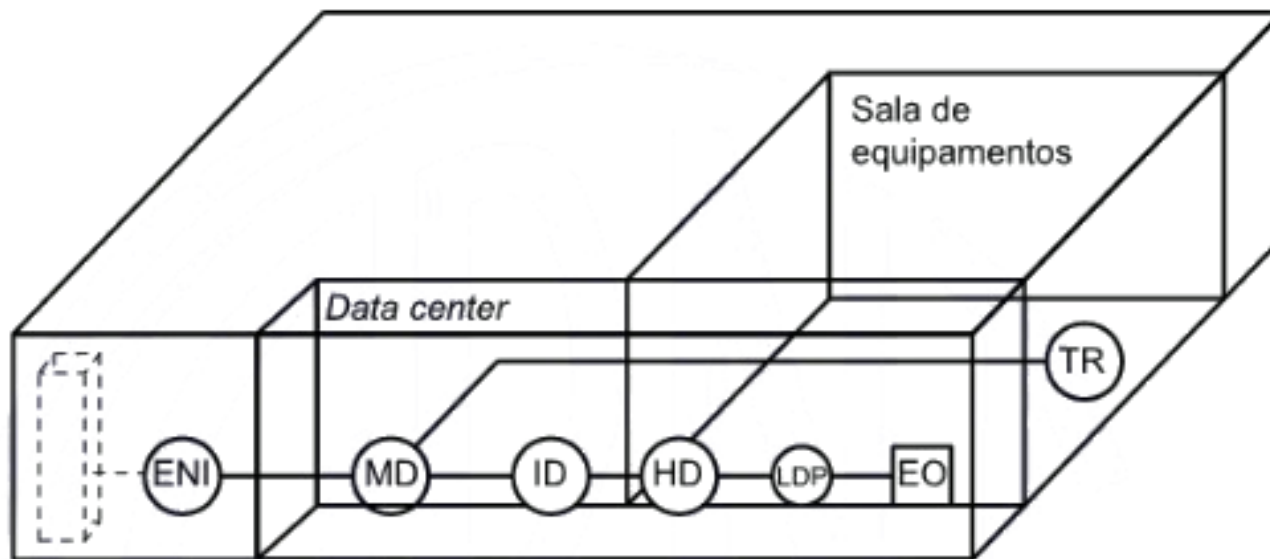 Sala de
equipamentos
Data center
TR
ENI
MD
ID
HD
LDP
EO